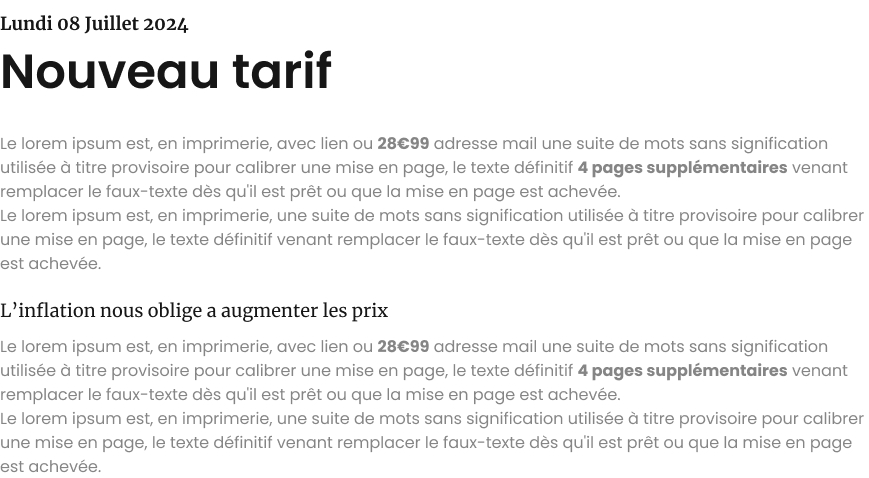 Lundi 08 Juillet 2024
Nouveau tarif
Le lorem ipsum est, en imprimerie, avec lien ou 28€99 adresse mail une suite de mots sans signification
utilisée à titre provisoire pour calibrer une mise en page, le texte définitif 4 pages supplémentaires venant
remplacer le faux-texte dès qu'il est prêt ou que la mise en page est achevée.
Le lorem ipsum est, en imprimerie, une suite de mots sans signification utilisée à titre provisoire pour calibrer
une mise en page, le texte définitif venant remplacer le faux-texte dès qu'il est prêt ou que la mise en page
est achevée.
L’inflation nous oblige a augmenter les prix
Le lorem ipsum est, en imprimerie, avec lien ou 28€99 adresse mail une suite de mots sans signification
utilisée à titre provisoire pour calibrer une mise en page, le texte définitif 4 pages supplémentaires venant
remplacer le faux-texte dès qu'il est prêt ou que la mise en page est achevée.
Le lorem ipsum est, en imprimerie, une suite de mots sans signification utilisée à titre provisoire pour calibrer
une mise en page, le texte définitif venant remplacer le faux-texte dès qu'il est prêt ou que la mise en page
est achevée.